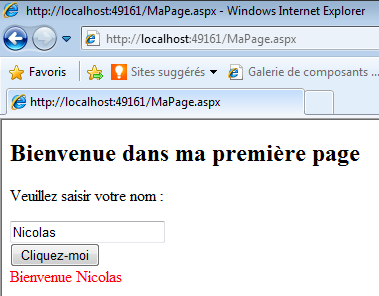 http://localhost:49161/MaPage.aspx - Windows Internet Explorer
http://localhost:49161/MaPage.aspx
Favoris Sites suggérés Galerie de composants ...
http://localhost:49161/MaPage.aspx
Bienvenue dans ma première page
Veuillez saisir votre nom :
Nicolas
Cliquez-moi
Bienvenue Nicolas